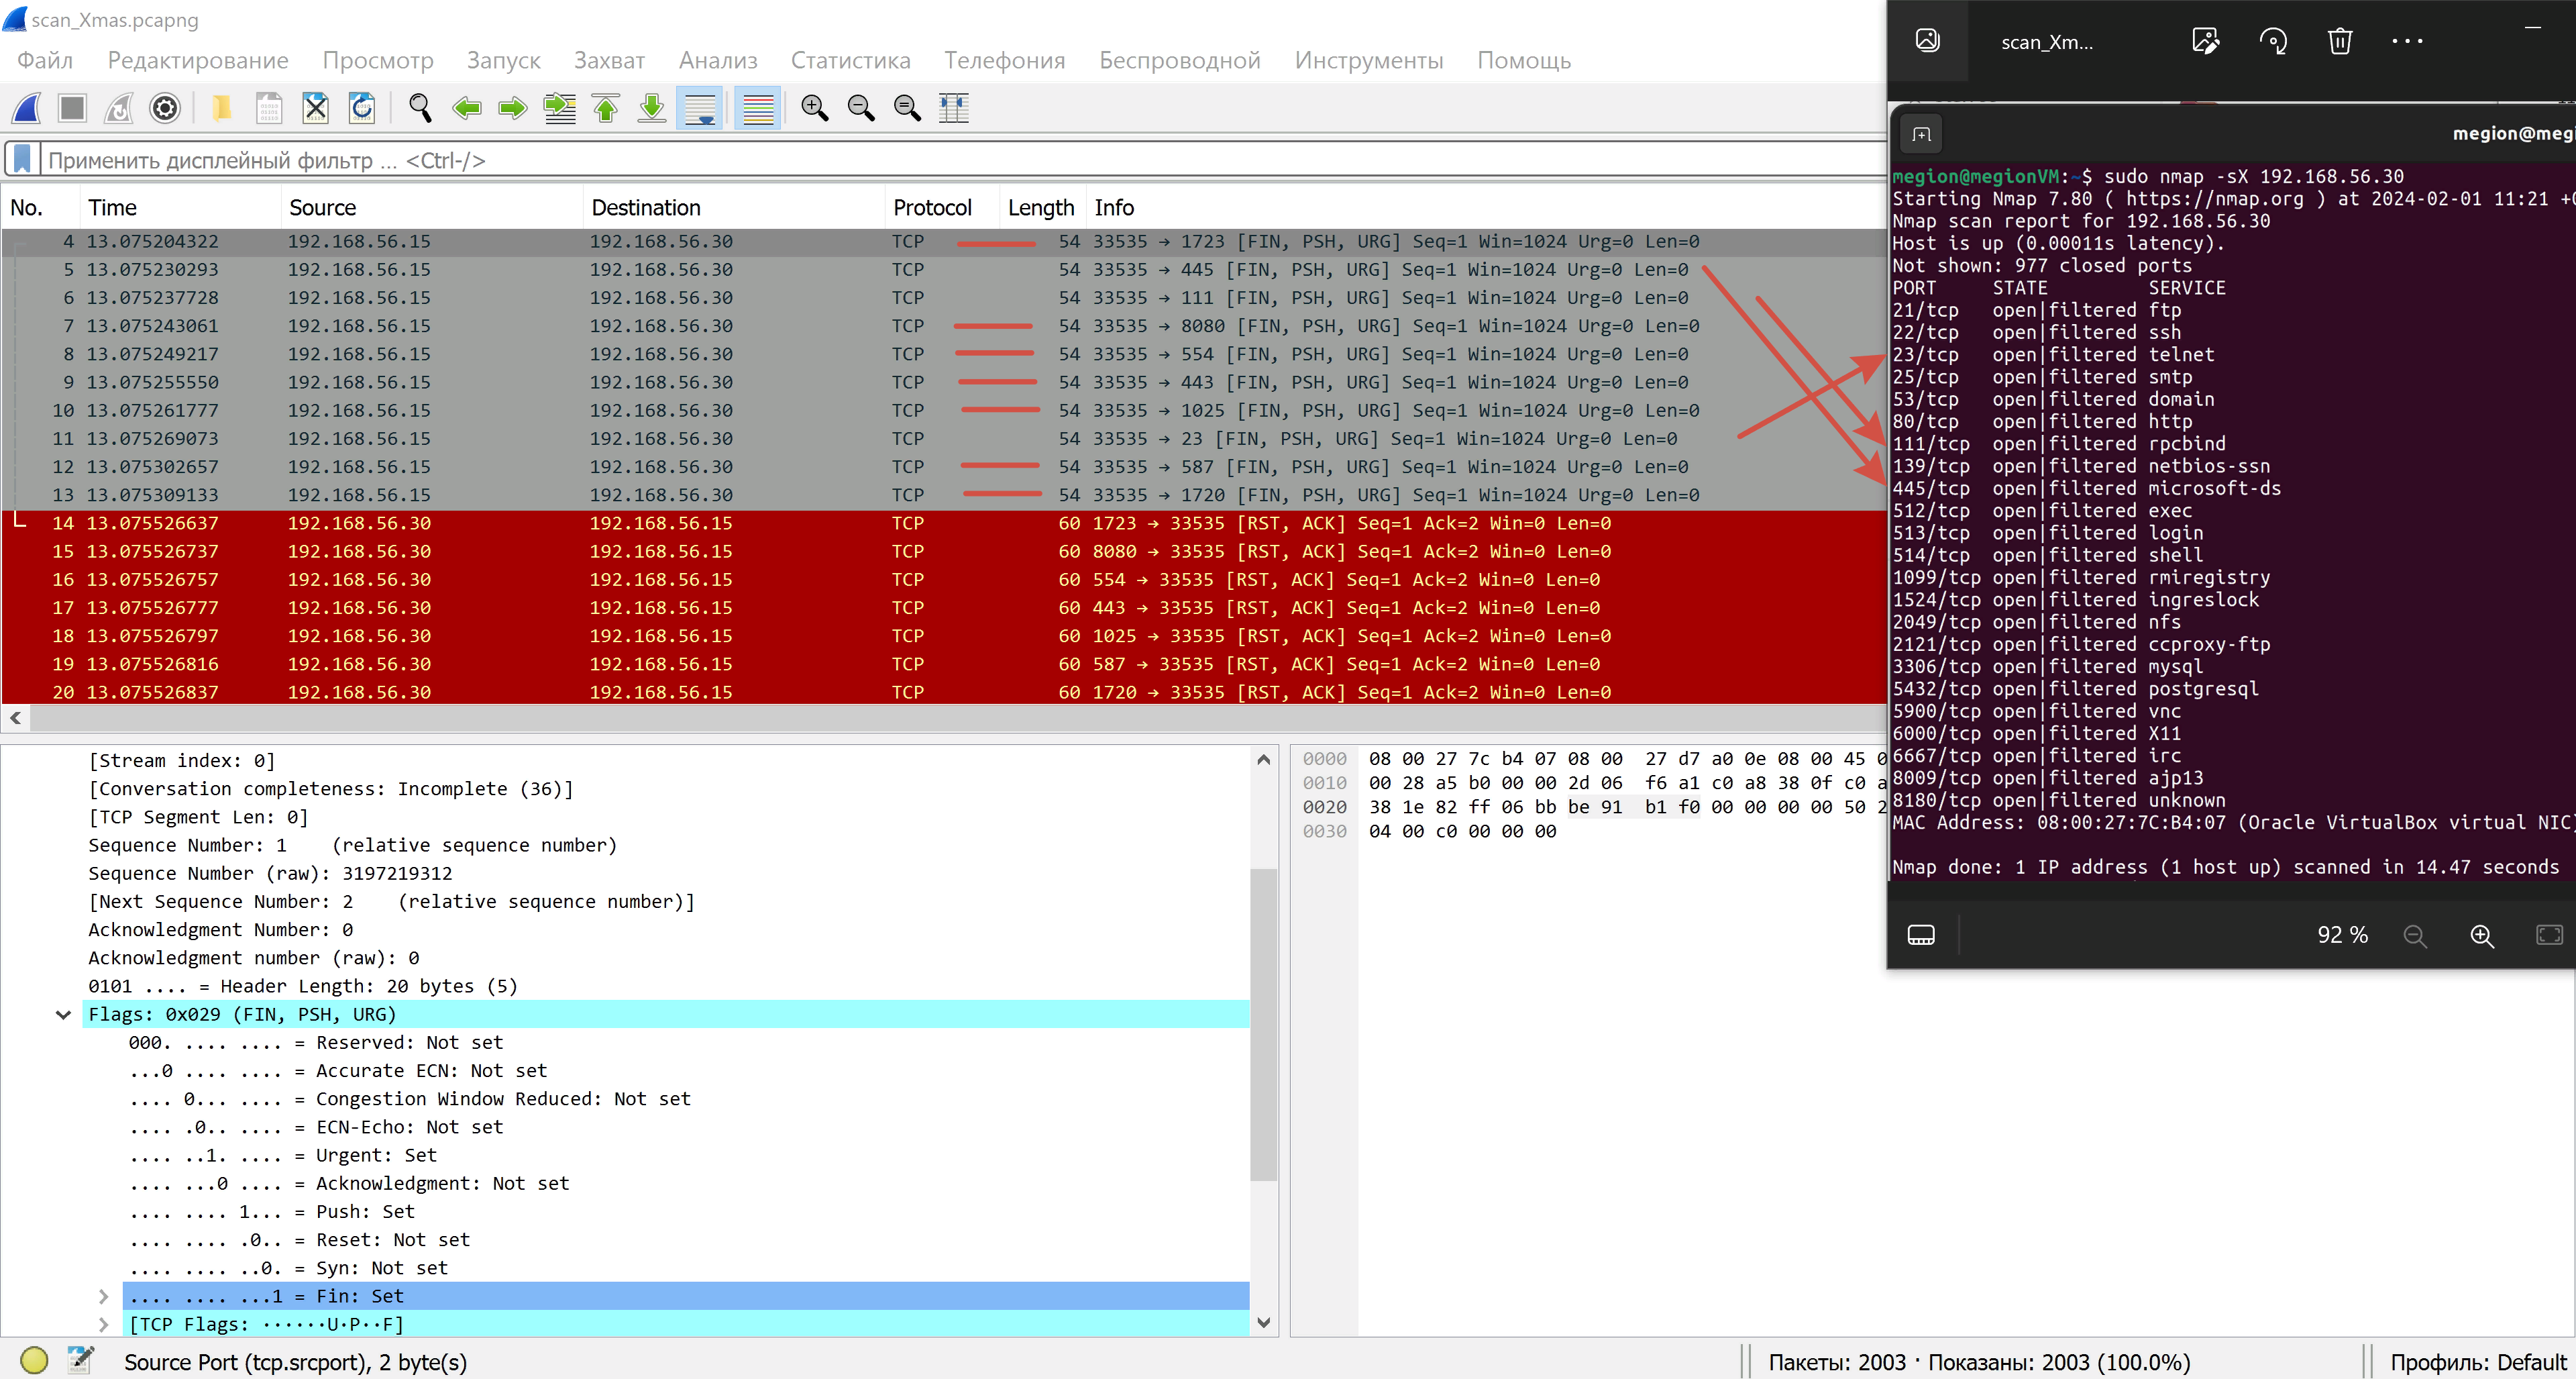 scan_Xmas.pcapng
Файл Редактирование Просмотр Запуск Захват Анализ Статистика Телефония Беспроводной Инструменты Помощь
Применить дисплейный фильтр ... <Ctrl-/>
No. Time Source Destination Protocol Length Info
4 13.075204322 192.168.56.15 192.168.56.30 TCP 54 33535 → 1723 [FIN, PSH, URG] Seq=1 Win=1024 Urg=0 Len=0
5 13.075230293 192.168.56.15 192.168.56.30 TCP 54 33535 → 445 [FIN, PSH, URG] Seq=1 Win=1024 Urg=0 Len=0
6 13.075237728 192.168.56.15 192.168.56.30 TCP 54 33535 → 111 [FIN, PSH, URG] Seq=1 Win=1024 Urg=0 Len=0
7 13.075243061 192.168.56.15 192.168.56.30 TCP 54 33535 → 8080 [FIN, PSH, URG] Seq=1 Win=1024 Urg=0 Len=0
8 13.075249217 192.168.56.15 192.168.56.30 TCP 54 33535 → 554 [FIN, PSH, URG] Seq=1 Win=1024 Urg=0 Len=0
9 13.075255550 192.168.56.15 192.168.56.30 TCP 54 33535 → 443 [FIN, PSH, URG] Seq=1 Win=1024 Urg=0 Len=0
10 13.075261777 192.168.56.15 192.168.56.30 TCP 54 33535 → 1025 [FIN, PSH, URG] Seq=1 Win=1024 Urg=0 Len=0
11 13.075269073 192.168.56.15 192.168.56.30 TCP 54 33535 → 23 [FIN, PSH, URG] Seq=1 Win=1024 Urg=0 Len=0
12 13.075302657 192.168.56.15 192.168.56.30 TCP 54 33535 → 587 [FIN, PSH, URG] Seq=1 Win=1024 Urg=0 Len=0
13 13.075309133 192.168.56.15 192.168.56.30 TCP 54 33535 → 1720 [FIN, PSH, URG] Seq=1 Win=1024 Urg=0 Len=0
14 13.075526637 192.168.56.30 192.168.56.15 TCP 60 1723 → 33535 [RST, ACK] Seq=1 Ack=2 Win=0 Len=0
15 13.075526737 192.168.56.30 192.168.56.15 TCP 60 8080 → 33535 [RST, ACK] Seq=1 Ack=2 Win=0 Len=0
16 13.075526757 192.168.56.30 192.168.56.15 TCP 60 554 → 33535 [RST, ACK] Seq=1 Ack=2 Win=0 Len=0
17 13.075526777 192.168.56.30 192.168.56.15 TCP 60 443 → 33535 [RST, ACK] Seq=1 Ack=2 Win=0 Len=0
18 13.075526797 192.168.56.30 192.168.56.15 TCP 60 1025 → 33535 [RST, ACK] Seq=1 Ack=2 Win=0 Len=0
19 13.075526816 192.168.56.30 192.168.56.15 TCP 60 587 → 33535 [RST, ACK] Seq=1 Ack=2 Win=0 Len=0
20 13.075526837 192.168.56.30 192.168.56.15 TCP 60 1720 → 33535 [RST, ACK] Seq=1 Ack=2 Win=0 Len=0
[Stream index: 0]
[Conversation completeness: Incomplete (36)]
[TCP Segment Len: 0]
Sequence Number: 1 (relative sequence number)
Sequence Number (raw): 3197219312
[Next Sequence Number: 2 (relative sequence number)]
Acknowledgment Number: 0
Acknowledgment number (raw): 0
0101 .... = Header Length: 20 bytes (5)
Flags: 0x029 (FIN, PSH, URG)
000. .... .... = Reserved: Not set
...0 .... .... = Accurate ECN: Not set
.... 0... .... = Congestion Window Reduced: Not set
.... .0.. .... = ECN-Echo: Not set
.... ..1. .... = Urgent: Set
.... ...0 .... = Acknowledgment: Not set
.... .... 1... = Push: Set
.... .... .0.. = Reset: Not set
.... .... ..0. = Syn: Not set
.... .... ...1 = Fin: Set
[TCP Flags: ······U·P··F]
0000 08 00 27 7c b4 07 08 00 27 d7 a0 0e 08 00 45 0
0010 00 28 a5 b0 00 00 2d 06 f6 a1 c0 a8 38 0f c0 a
0020 38 1e 82 ff 06 bb be 91 b1 f0 00 00 00 00 50 2
0030 04 00 c0 00 00 00
Source Port (tcp.srcport), 2 byte(s)
Пакеты: 2003 · Показаны: 2003 (100.0%)
Профиль: Default
scan_Xm...
megion@meg
megion@megionVM:~$ sudo nmap -sX 192.168.56.30
Starting Nmap 7.80 ( https://nmap.org ) at 2024-02-01 11:21 +0
Nmap scan report for 192.168.56.30
Host is up (0.00011s latency).
Not shown: 977 closed ports
PORT STATE SERVICE
21/tcp open|filtered ftp
22/tcp open|filtered ssh
23/tcp open|filtered telnet
25/tcp open|filtered smtp
53/tcp open|filtered domain
80/tcp open|filtered http
111/tcp open|filtered rpcbind
139/tcp open|filtered netbios-ssn
445/tcp open|filtered microsoft-ds
512/tcp open|filtered exec
513/tcp open|filtered login
514/tcp open|filtered shell
1099/tcp open|filtered rmiregistry
1524/tcp open|filtered ingreslock
2049/tcp open|filtered nfs
2121/tcp open|filtered ccproxy-ftp
3306/tcp open|filtered mysql
5432/tcp open|filtered postgresql
5900/tcp open|filtered vnc
6000/tcp open|filtered X11
6667/tcp open|filtered irc
8009/tcp open|filtered ajp13
8180/tcp open|filtered unknown
MAC Address: 08:00:27:7C:B4:07 (Oracle VirtualBox virtual NIC)
Nmap done: 1 IP address (1 host up) scanned in 14.47 seconds
92 %